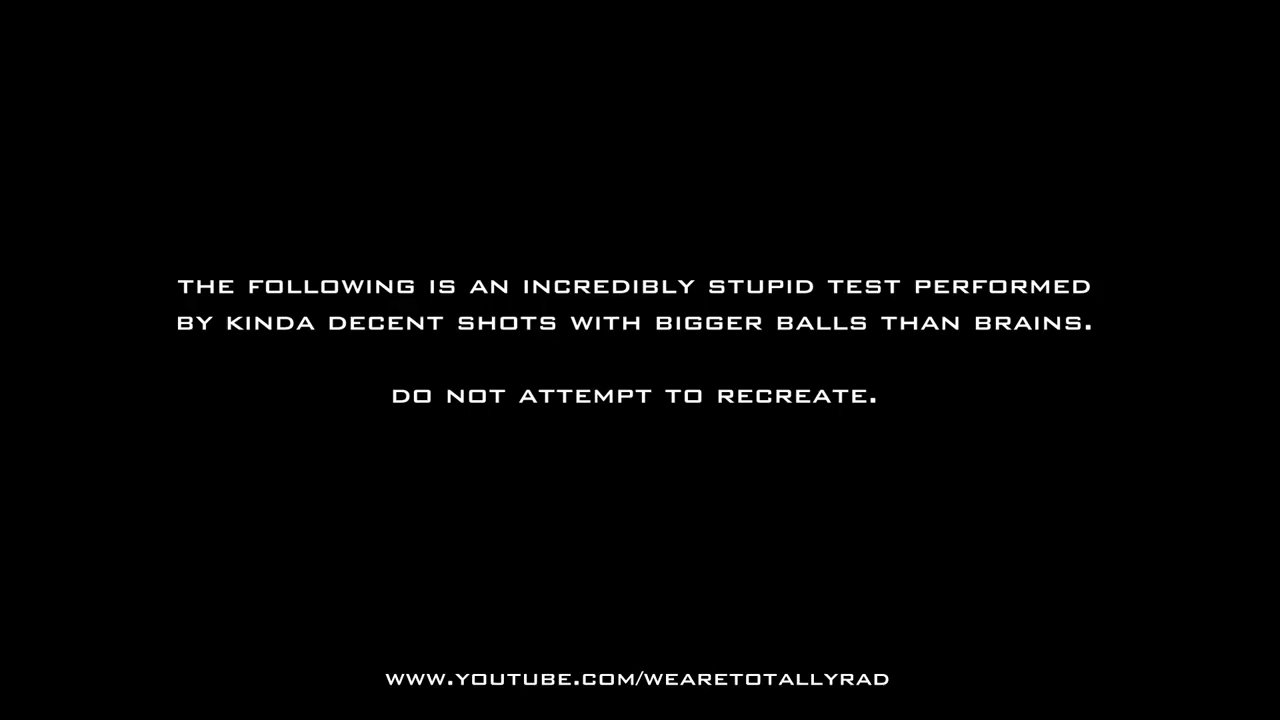 THE FOLLOWING IS AN INCREDIBLY STUPID TEST PERFORMED
BY KINDA DECENT SHOTS WITH BIGGER BALLS THAN BRAINS.
DO NOT ATTEMPT TO RECREATE.
WWW.YOUTUBE.COM/WEARETOTALLYRAD